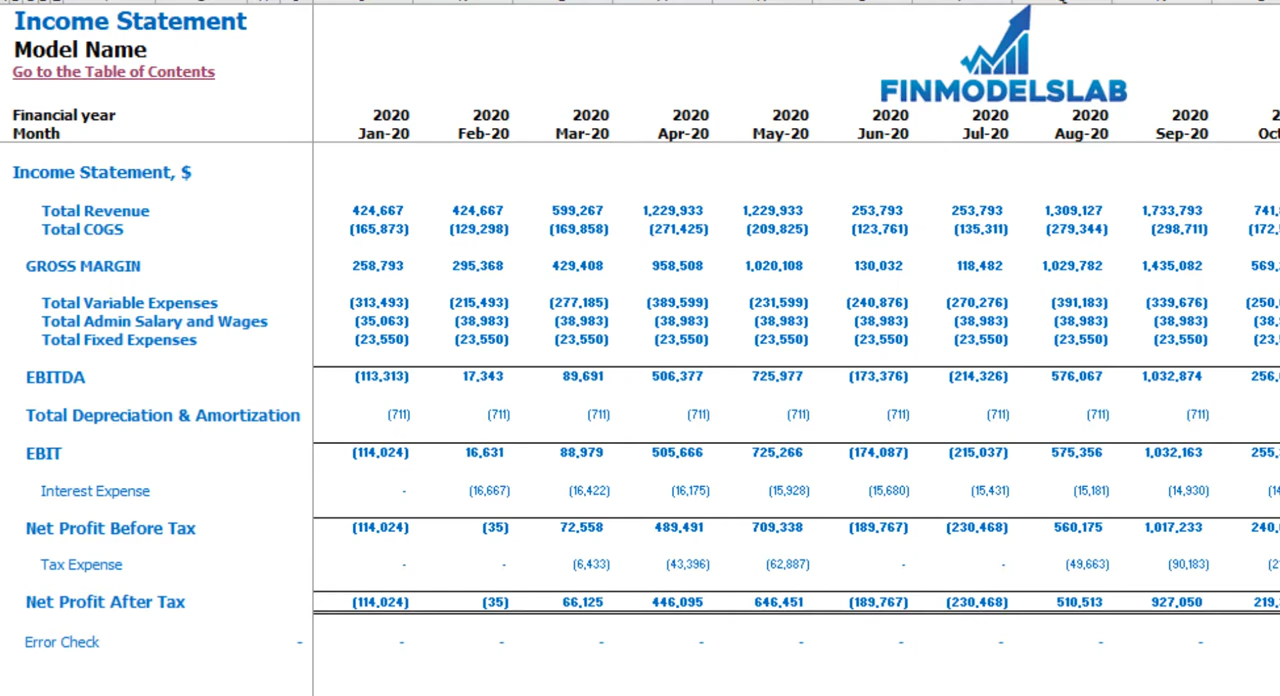 Income Statement
Model Name
Go to the Table of Contents
FINMODELSLAB
Financial year 2020 2020 2020 2020 2020 2020 2020 2020 2020
Month Jan-20 Feb-20 Mar-20 Apr-20 May-20 Jun-20 Jul-20 Aug-20 Sep-20
Income Statement, $
Total Revenue 424,667 424,667 599,267 1,229,933 1,229,933 253,793 253,793 1,309,127 1,733,793 741,
Total COGS (165,873) (129,298) (169,858) (271,425) (209,825) (123,761) (135,311) (279,344) (298,711) (172,
GROSS MARGIN 258,793 295,368 429,408 958,508 1,020,108 130,032 118,482 1,029,782 1,435,082 569,
Total Variable Expenses (313,493) (215,493) (277,185) (389,599) (231,599) (240,876) (270,276) (391,183) (339,676) (250,
Total Admin Salary and Wages (35,063) (38,983) (38,983) (38,983) (38,983) (38,983) (38,983) (38,983) (38,983) (38,
Total Fixed Expenses (23,550) (23,550) (23,550) (23,550) (23,550) (23,550) (23,550) (23,550) (23,550) (23,
EBITDA (113,313) 17,343 89,691 506,377 725,977 (173,376) (214,326) 576,067 1,032,874 256,
Total Depreciation & Amortization (711) (711) (711) (711) (711) (711) (711) (711) (711)
EBIT (114,024) 16,631 88,979 505,666 725,266 (174,087) (215,037) 575,356 1,032,163 255,
Interest Expense - (16,667) (16,422) (16,175) (15,928) (15,680) (15,431) (15,181) (14,930)
Net Profit Before Tax (114,024) (35) 72,558 489,491 709,338 (189,767) (230,468) 560,175 1,017,233 240,
Tax Expense - - (6,433) (43,396) (62,887) - - (49,663) (90,183)
Net Profit After Tax (114,024) (35) 66,125 446,095 646,451 (189,767) (230,468) 510,513 927,050 219,
Error Check - - - - - - - - - -